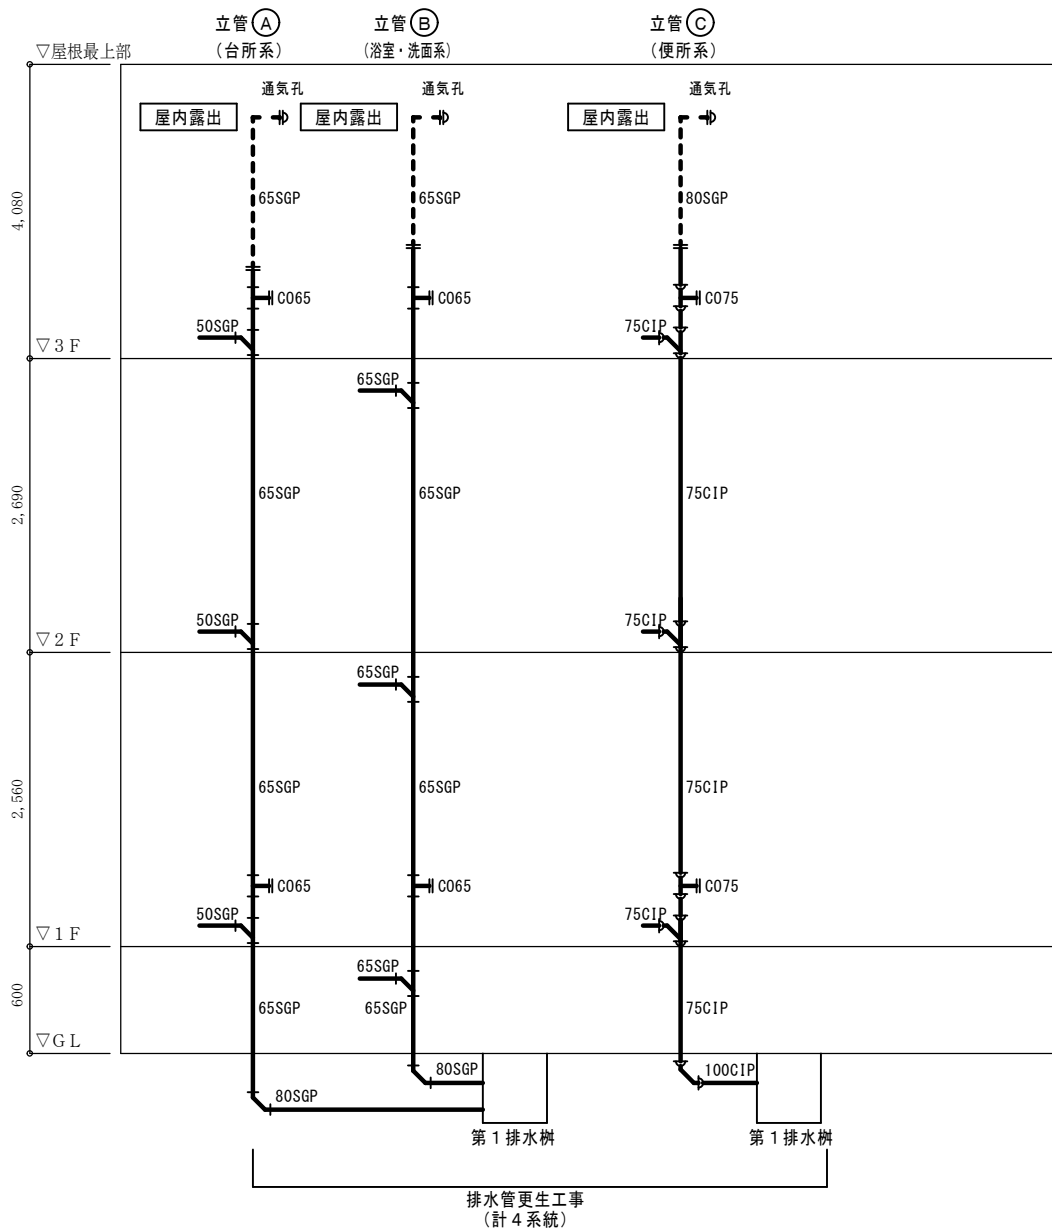 立管 A
(台所系)
立管 B
(浴室・洗面系)
立管 C
(便所系)
▽屋根最上部
通気孔
通気孔
通気孔
屋内露出
屋内露出
屋内露出
4,080
65SGP
65SGP
80SGP
CO65
CO65
CO75
50SGP
75CIP
▽3F
65SGP
2,690
65SGP
65SGP
75CIP
50SGP
75CIP
▽2F
65SGP
2,560
65SGP
65SGP
75CIP
CO65
CO65
CO75
50SGP
75CIP
▽1F
65SGP
600
65SGP
65SGP
75CIP
▽GL
80SGP
100CIP
80SGP
第1排水桝
第1排水桝
排水管更生工事
(計4系統)